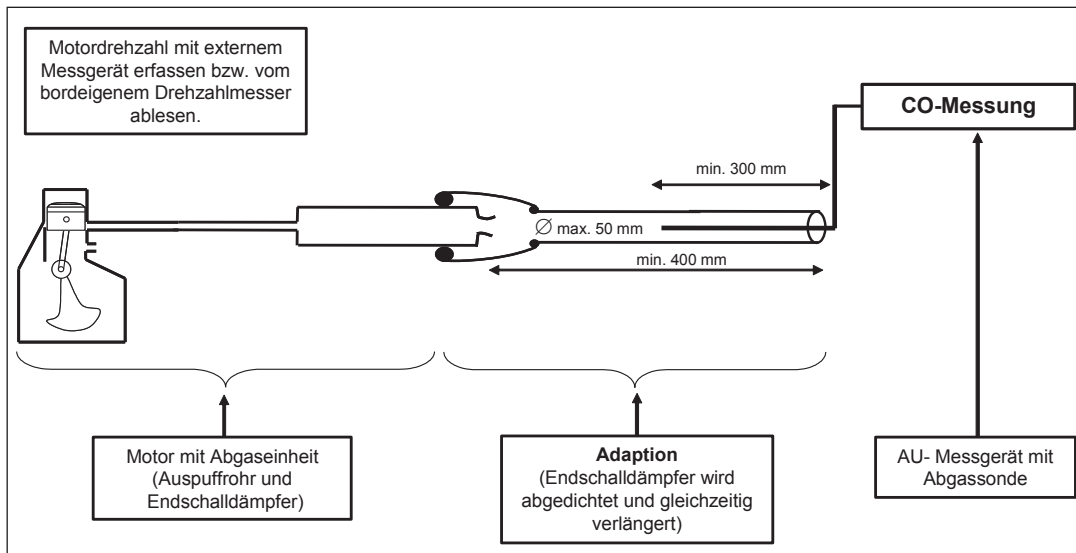 Motordrehzahl mit externem
Messgerät erfassen bzw. vom
bordeigenem Drehzahlmesser
ablesen.
CO-Messung
min. 300 mm
∅ max. 50 mm
min. 400 mm
Motor mit Abgaseinheit
(Auspuffrohr und
Endschalldämpfer)
Adaption
(Endschalldämpfer wird
abgedichtet und gleichzeitig
verlängert)
AU- Messgerät mit
Abgassonde